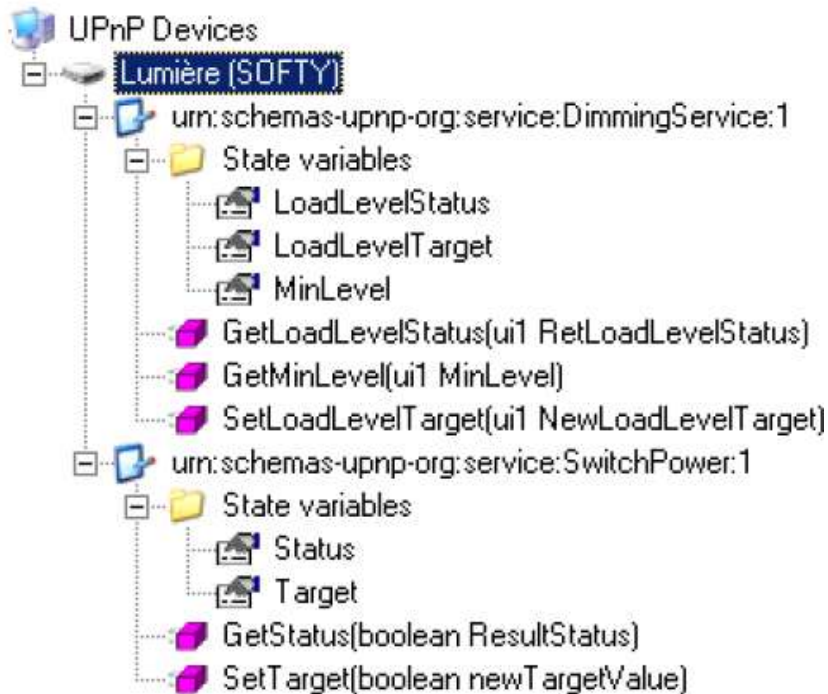 UPnP Devices
Lumière (SOFTY)
urn:schemas-upnp-org:service:DimmingService:1
State variables
LoadLevelStatus
LoadLevelTarget
MinLevel
GetLoadLevelStatus(ui1 RetLoadLevelStatus)
GetMinLevel(ui1 MinLevel)
SetLoadLevelTarget(ui1 NewLoadLevelTarget)
urn:schemas-upnp-org:service:SwitchPower:1
State variables
Status
Target
GetStatus(boolean ResultStatus)
SetTarget(boolean newTargetValue)